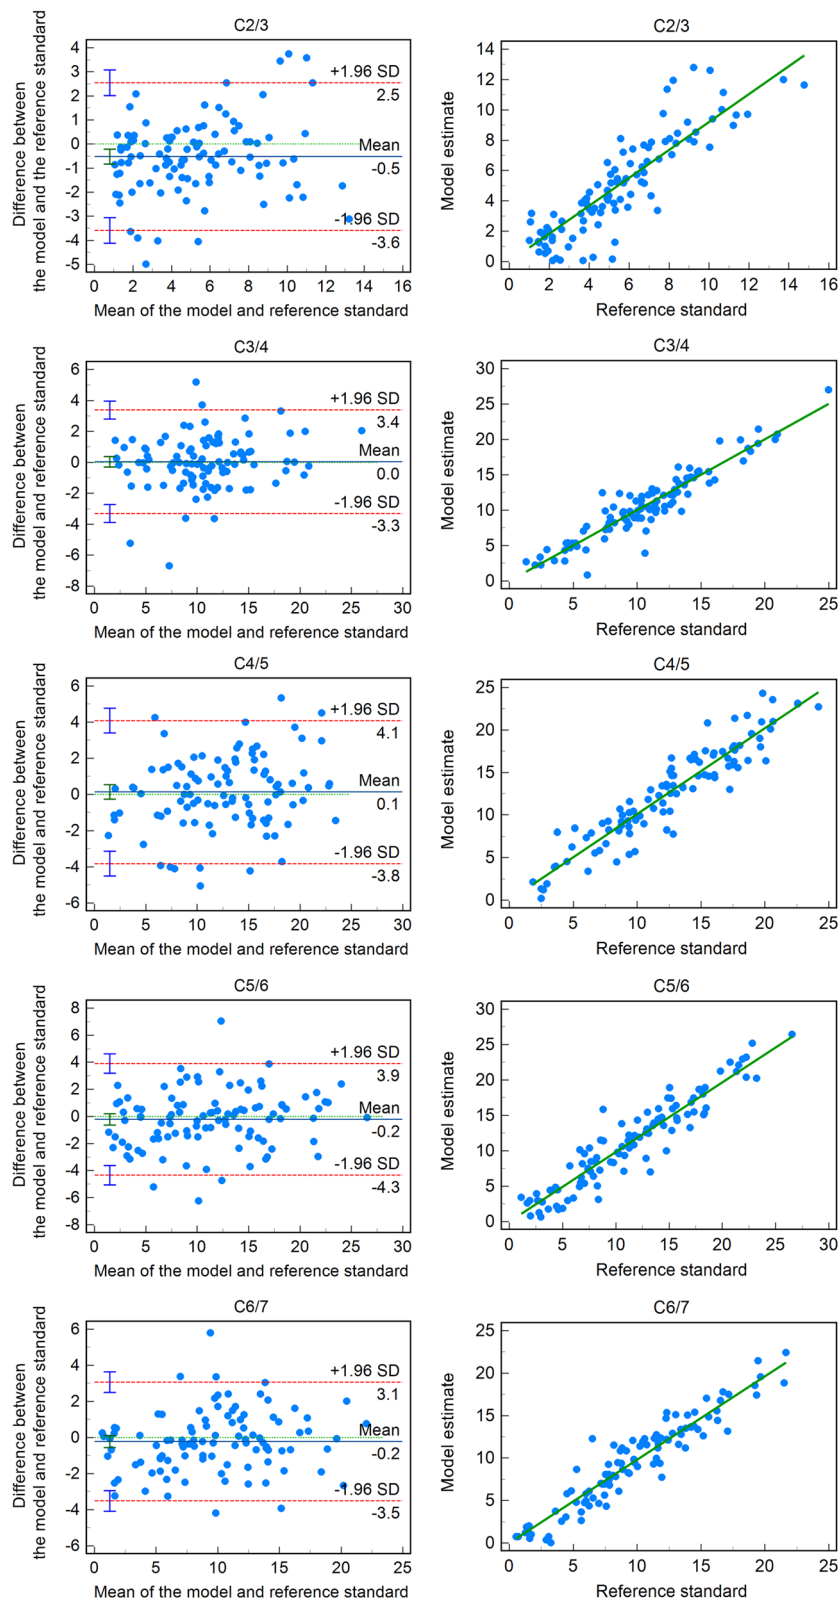 C2/3
Difference between
the model and the reference standard
4
3
2
1
0
-1
-2
-3
-4
-5
+1.96 SD
2.5
Mean
-0.5
-1.96 SD
-3.6
0 2 4 6 8 10 12 14 16
Mean of the model and reference standard
C2/3
Model estimate
14
12
10
8
6
4
2
0
0 2 4 6 8 10 12 14 16
Reference standard
C3/4
Difference between
the model and reference standard
6
4
2
0
-2
-4
-6
-8
+1.96 SD
3.4
Mean
0.0
-1.96 SD
-3.3
0 5 10 15 20 25 30
Mean of the model and reference standard
C3/4
Model estimate
30
25
20
15
10
5
0
0 5 10 15 20 25
Reference standard
C4/5
Difference between
the model and reference standard
6
4
2
0
-2
-4
-6
+1.96 SD
4.1
Mean
0.1
-1.96 SD
-3.8
0 5 10 15 20 25 30
Mean of the model and reference standard
C4/5
Model estimate
25
20
15
10
5
0
0 5 10 15 20 25
Reference standard
C5/6
Difference between
the model and reference standard
8
6
4
2
0
-2
-4
-6
-8
+1.96 SD
3.9
Mean
-0.2
-1.96 SD
-4.3
0 5 10 15 20 25 30
Mean of the model and reference standard
C5/6
Model estimate
30
25
20
15
10
5
0
0 5 10 15 20 25 30
Reference standard
C6/7
Difference between
the model and reference standard
6
4
2
0
-2
-4
-6
+1.96 SD
3.1
Mean
-0.2
-1.96 SD
-3.5
0 5 10 15 20 25
Mean of the model and reference standard
C6/7
Model estimate
25
20
15
10
5
0
0 5 10 15 20 25
Reference standard